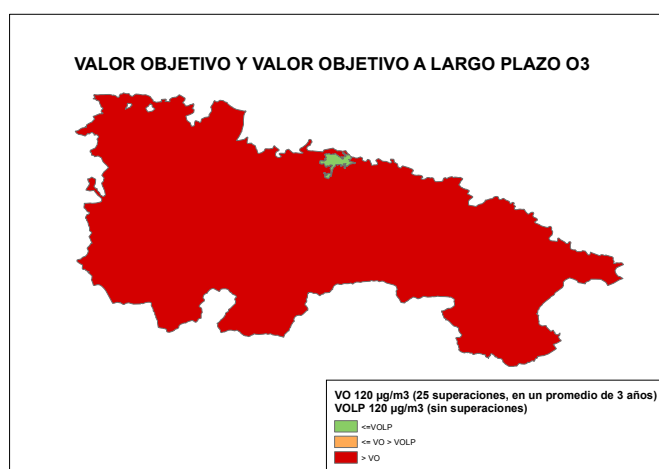 VALOR OBJETIVO Y VALOR OBJETIVO A LARGO PLAZO O3
VO 120 µg/m3 (25 superaciones, en un promedio de 3 años)
VOLP 120 µg/m3 (sin superaciones)
<=VOLP
<= VO > VOLP
> VO